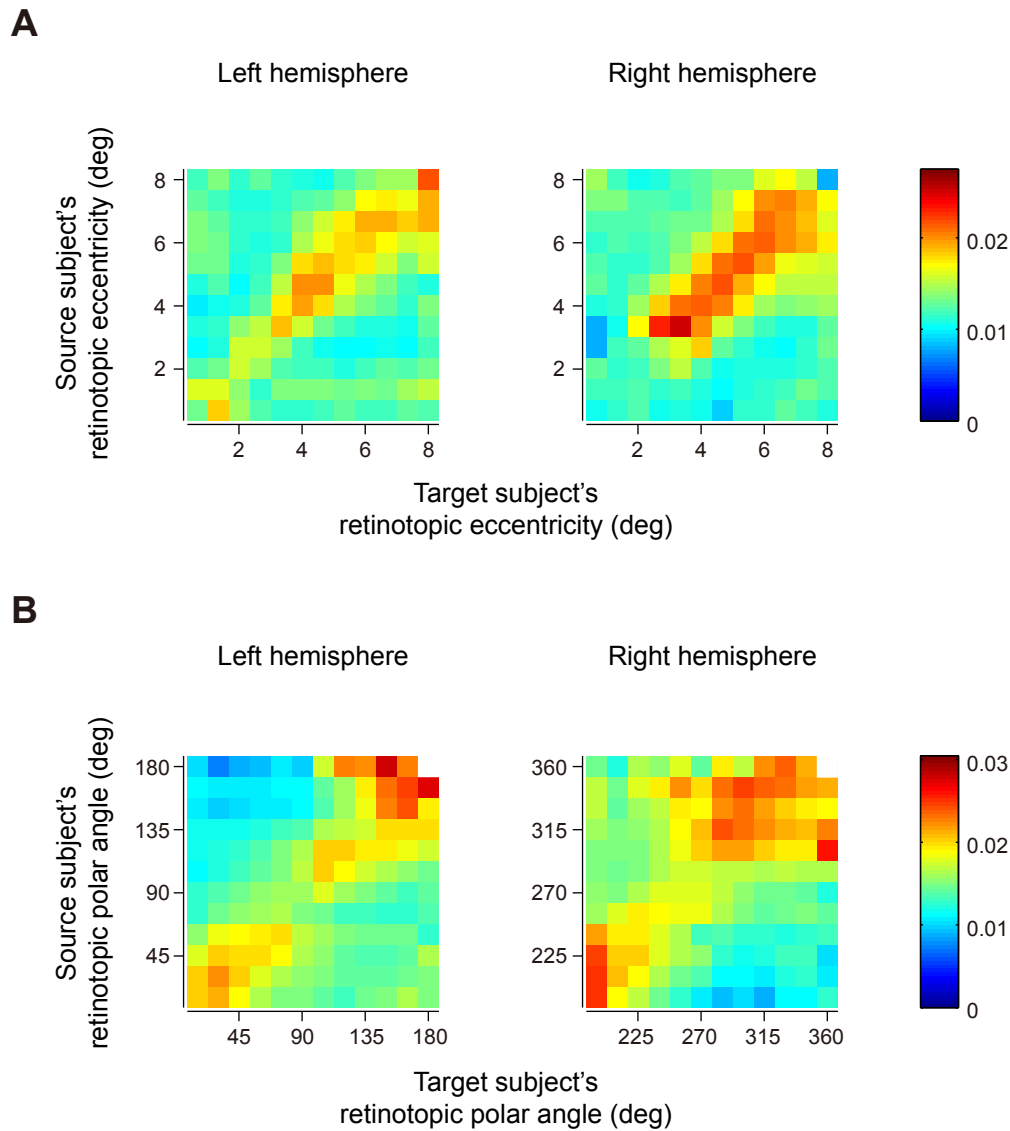 A
Left hemisphere
Right hemisphere
Source subject's
retinotopic eccentricity (deg)
8
6
4
2
2 4 6 8
8
6
4
2
2 4 6 8
0.02
0.01
0
Target subject's
retinotopic eccentricity (deg)
B
Left hemisphere
Right hemisphere
Source subject's
retinotopic polar angle (deg)
180
135
90
45
45 90 135 180
360
315
270
225
225 270 315 360
0.03
0.02
0.01
0
Target subject's
retinotopic polar angle (deg)